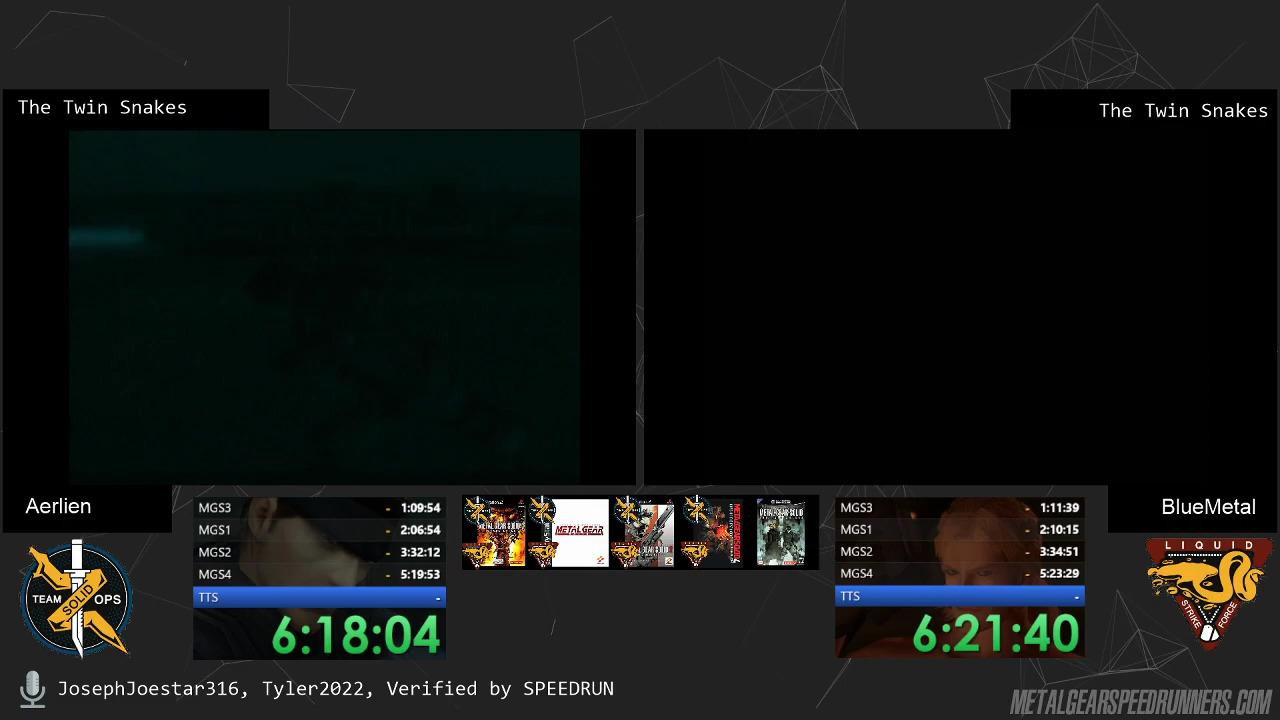 The Twin Snakes
The Twin Snakes
Aerlien
BlueMetal
MGS3 - 1:09:54
MGS1 - 2:06:54
MGS2 - 3:32:12
MGS4 - 5:19:53
TTS -
6:18:04
METAL GEAR
MGS3 - 1:11:39
MGS1 - 2:10:15
MGS2 - 3:34:51
MGS4 - 5:23:29
TTS -
6:21:40
TEAM SOLID OPS
LIQUID
STRIKE FORCE
JosephJoestar316, Tyler2022, Verified by SPEEDRUN
METALGEARSPEEDRUNNERS.COM